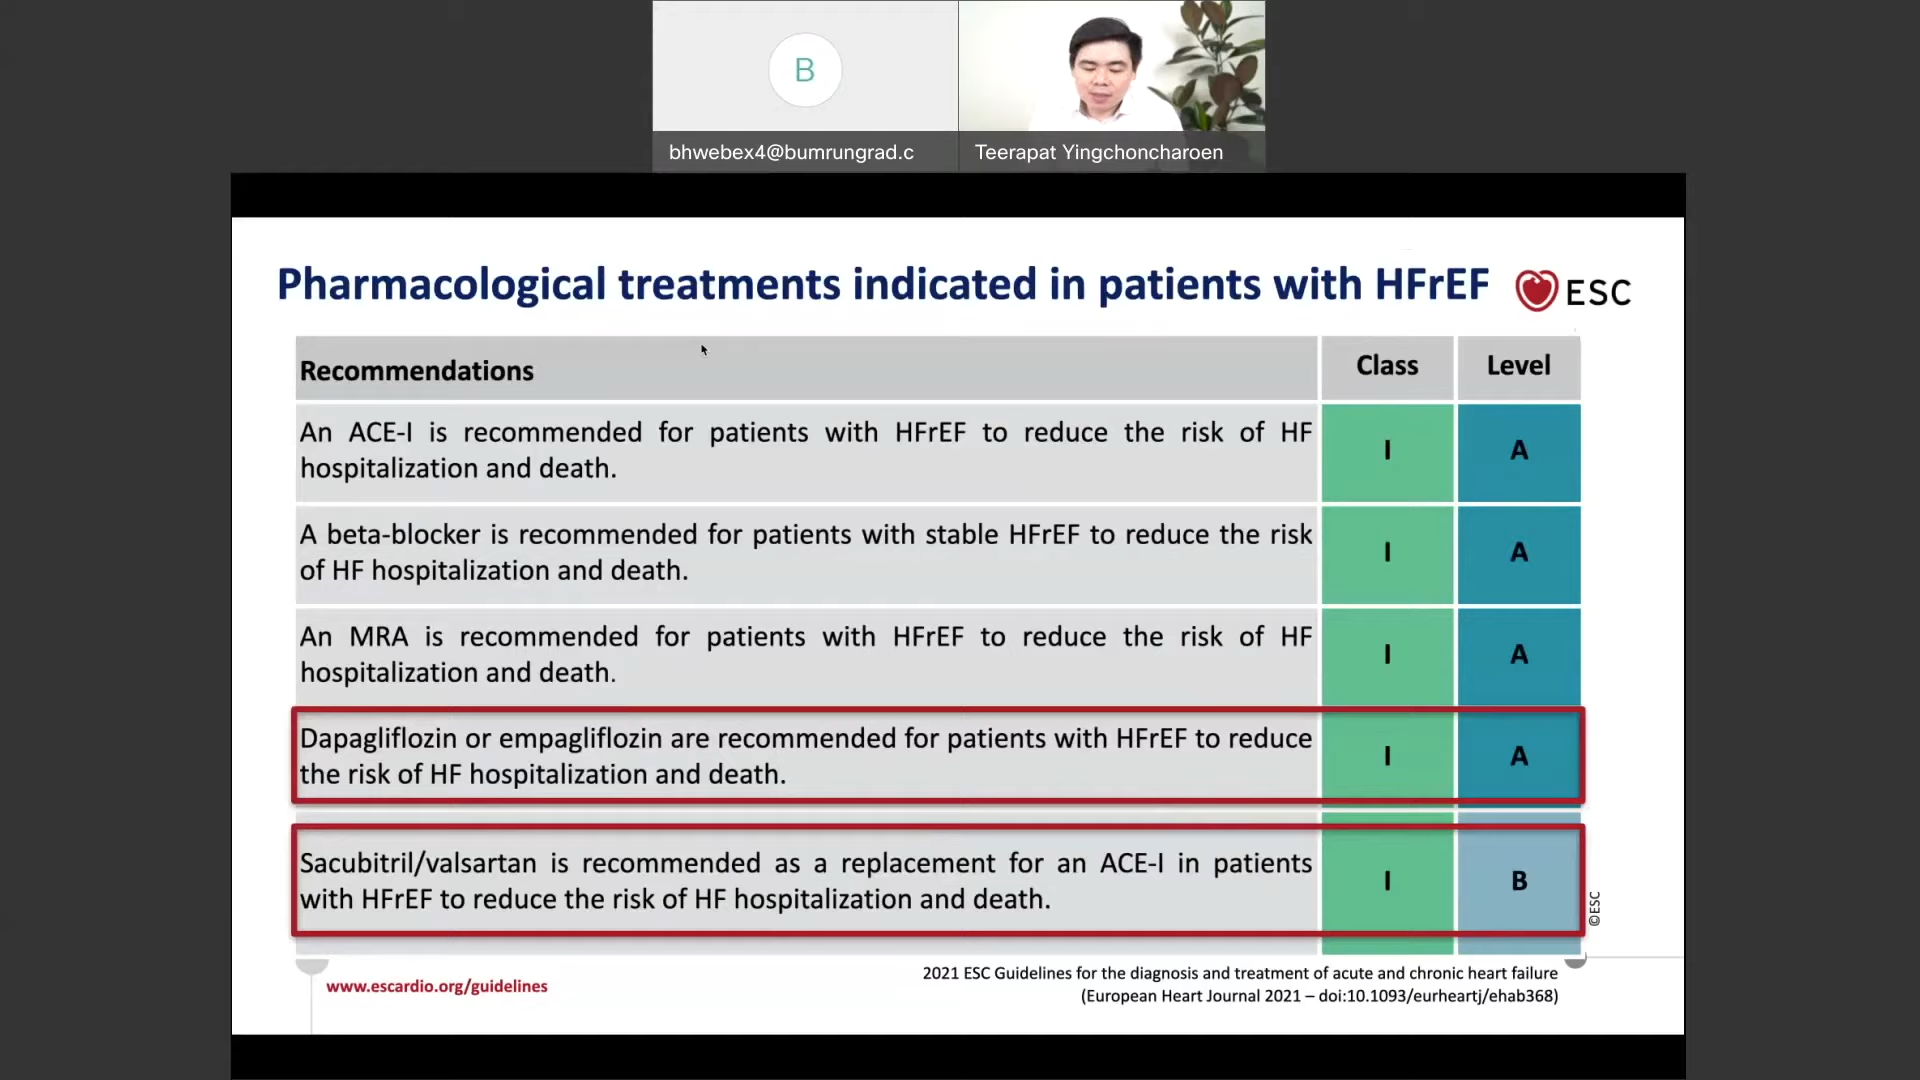 B
bhwebex4@bumrungrad.c
Teerapat Yingchoncharoen
Pharmacological treatments indicated in patients with HFrEF
ESC
Recommendations
Class
Level
An ACE-I is recommended for patients with HFrEF to reduce the risk of HF
hospitalization and death.
I
A
A beta-blocker is recommended for patients with stable HFrEF to reduce the risk
of HF hospitalization and death.
I
A
An MRA is recommended for patients with HFrEF to reduce the risk of HF
hospitalization and death.
I
A
Dapagliflozin or empagliflozin are recommended for patients with HFrEF to reduce
the risk of HF hospitalization and death.
I
A
Sacubitril/valsartan is recommended as a replacement for an ACE-I in patients
with HFrEF to reduce the risk of HF hospitalization and death.
I
B
©ESC
www.escardio.org/guidelines
2021 ESC Guidelines for the diagnosis and treatment of acute and chronic heart failure
(European Heart Journal 2021 – doi:10.1093/eurheartj/ehab368)